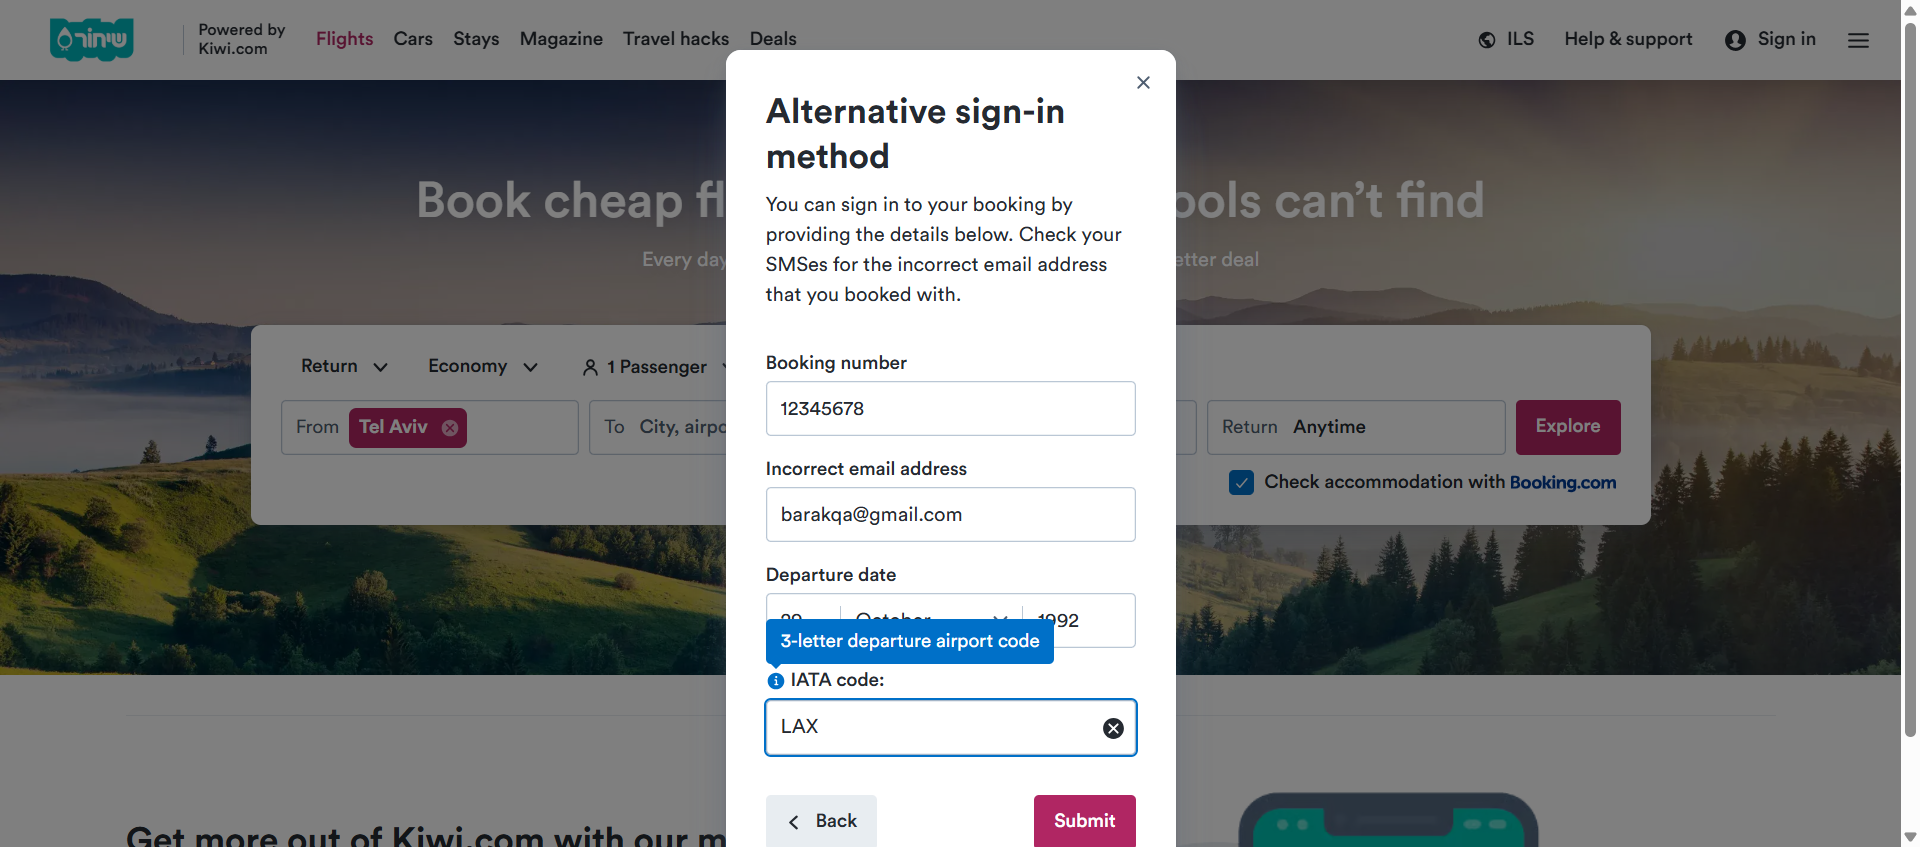 שיחור
Powered by
Kiwi.com
Flights
Cars
Stays
Magazine
Travel hacks
Deals
ILS
Help & support
Sign in
Alternative sign-in
method
You can sign in to your booking by
providing the details below. Check your
SMSes for the incorrect email address
that you booked with.
Booking number
12345678
Incorrect email address
barakqa@gmail.com
Departure date
October
1992
3-letter departure airport code
IATA code:
LAX
Back
Submit
Book cheap fl
ools can't find
Every day
etter deal
Return
Economy
1 Passenger
From Tel Aviv
To City, airpo
Return Anytime
Explore
Check accommodation with Booking.com
Get more out of Kiwi.com with our m